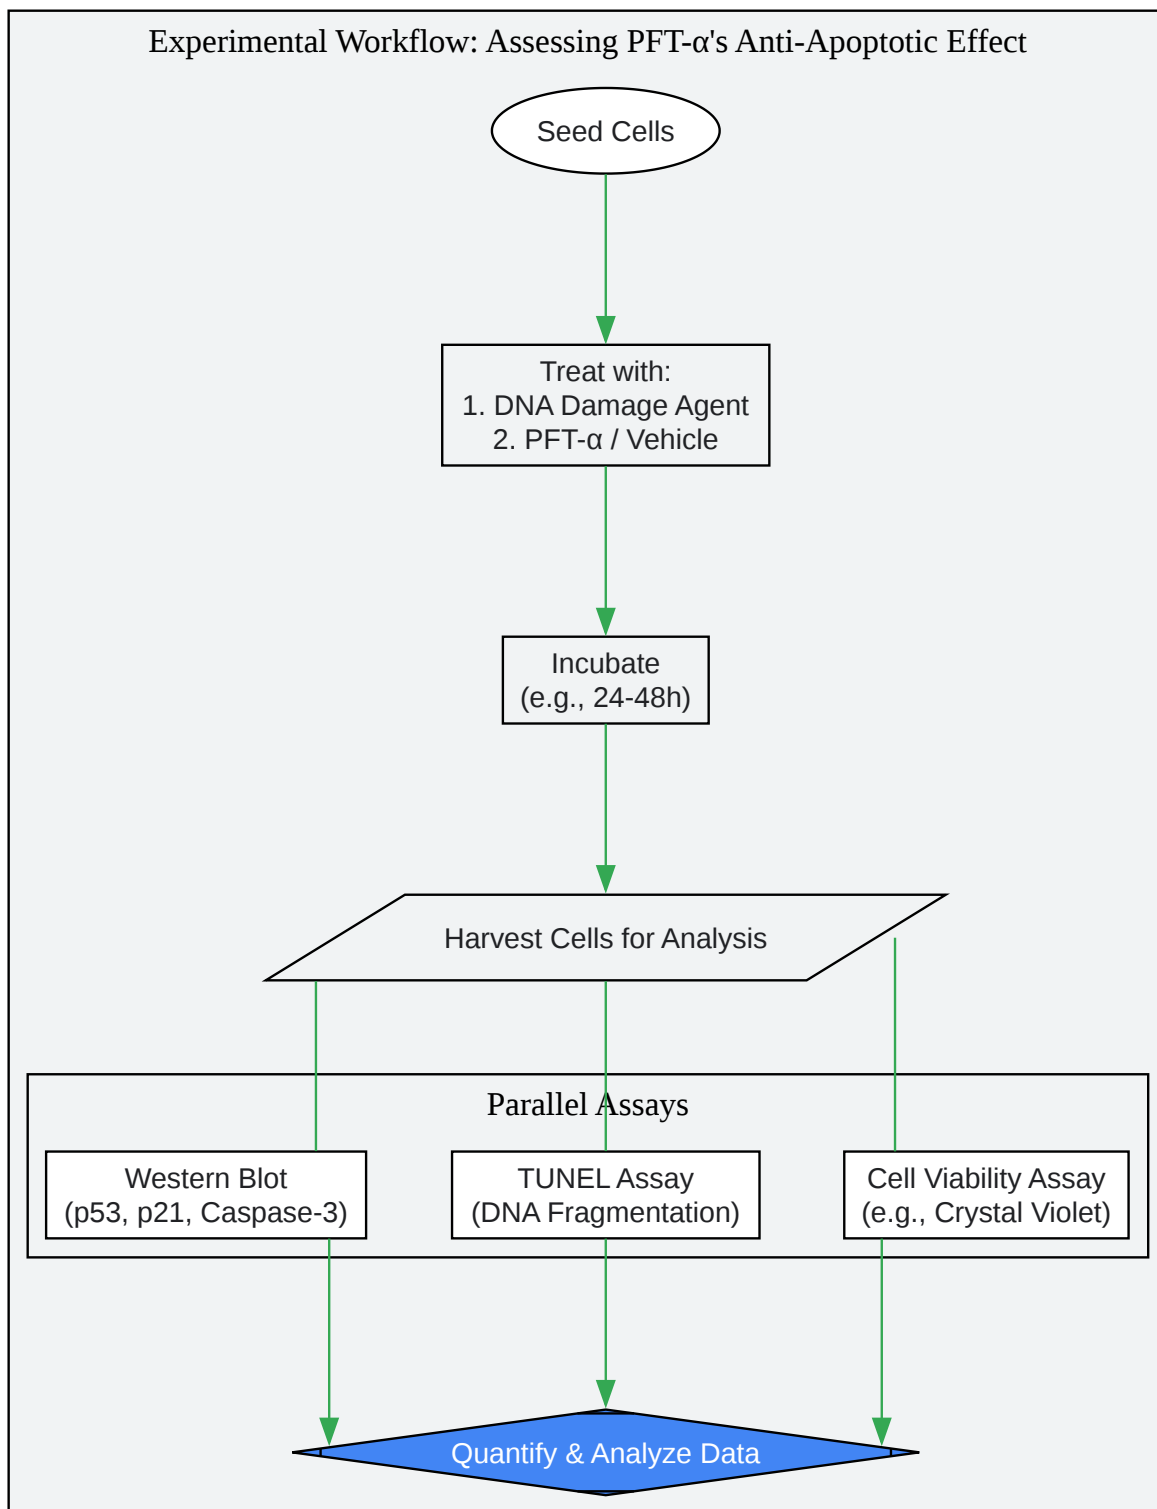 Experimental Workflow: Assessing PFT-α's Anti-Apoptotic Effect
Seed Cells
Treat with:
1. DNA Damage Agent
2. PFT-α / Vehicle
Incubate
(e.g., 24-48h)
Harvest Cells for Analysis
Parallel Assays
Western Blot
(p53, p21, Caspase-3)
TUNEL Assay
(DNA Fragmentation)
Cell Viability Assay
(e.g., Crystal Violet)
Quantify & Analyze Data